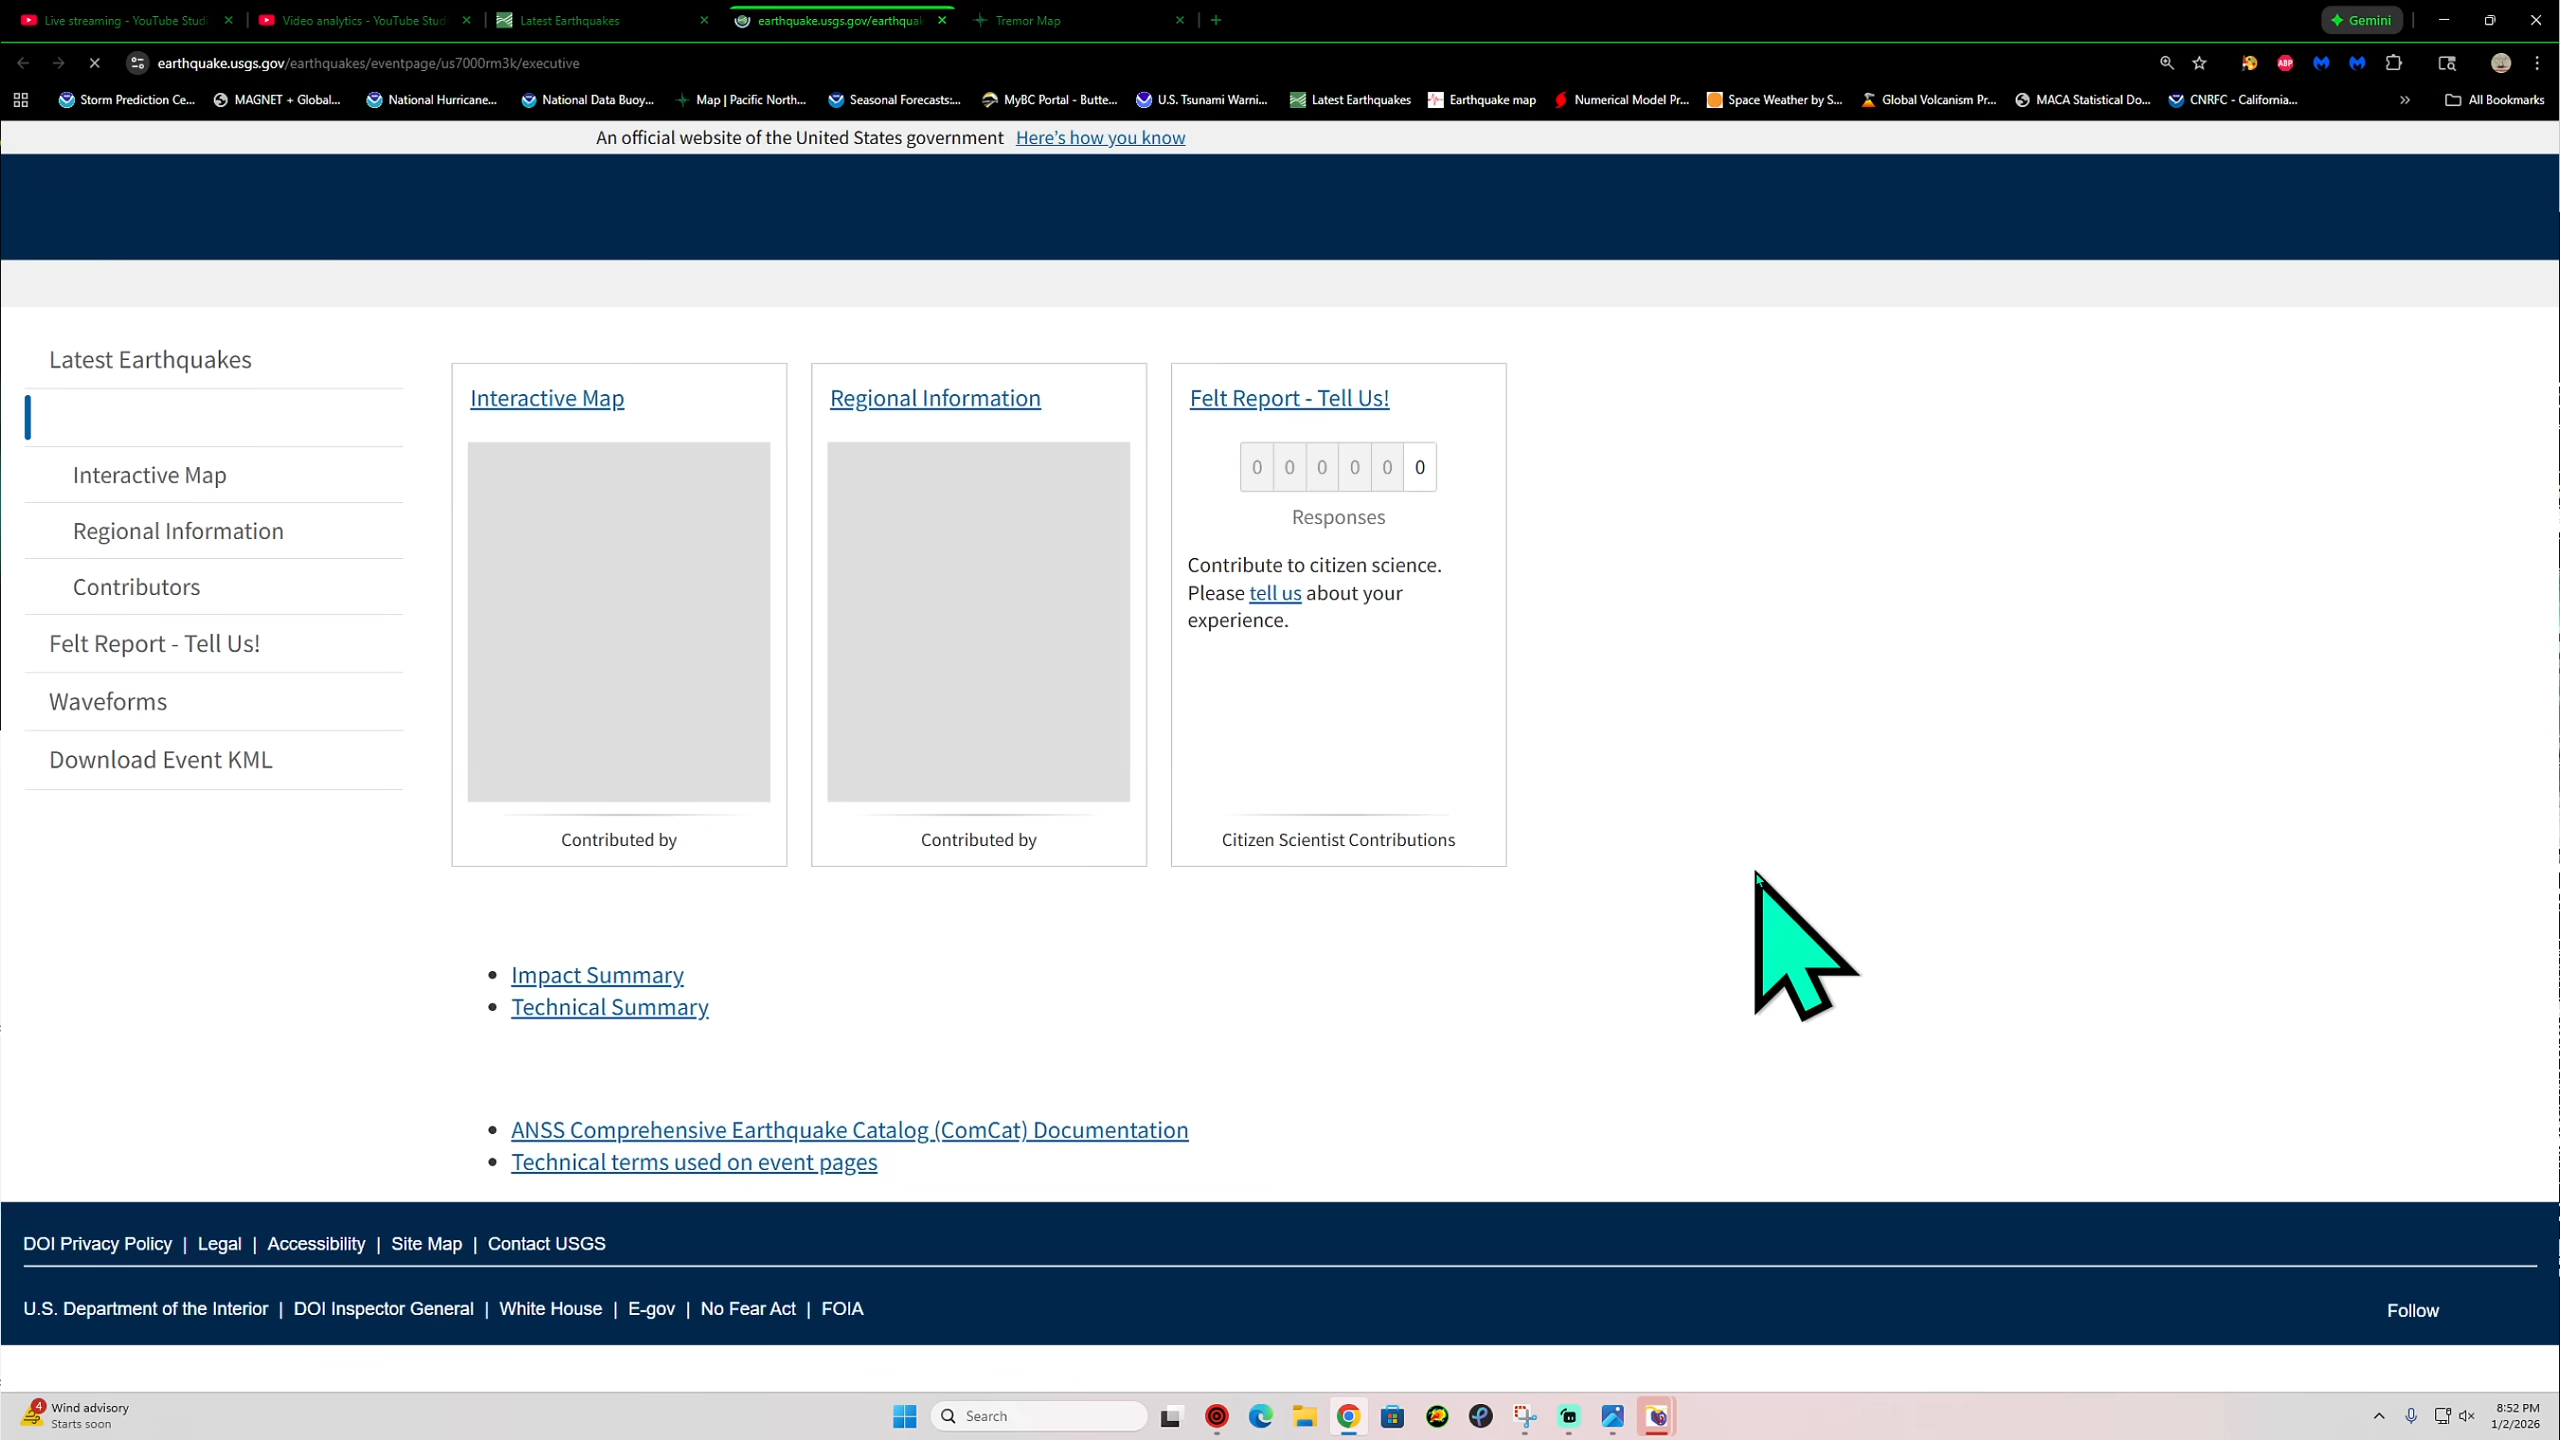 Live streaming - YouTube Studi
Video analytics - YouTube Studi
Latest Earthquakes
earthquake.usgs.gov/earthqua
Tremor Map
Gemini
earthquake.usgs.gov/earthquakes/eventpage/us7000rm3k/executive
Storm Prediction Ce...
MAGNET + Global...
National Hurricane...
National Data Buoy...
Map | Pacific North...
Seasonal Forecasts:...
MyBC Portal - Butte...
U.S. Tsunami Warni...
Latest Earthquakes
Earthquake map
Numerical Model Pr...
Space Weather by S...
Global Volcanism Pr...
MACA Statistical Do...
CNRFC - California...
All Bookmarks
An official website of the United States government Here's how you know
Latest Earthquakes
Interactive Map
Regional Information
Contributors
Felt Report - Tell Us!
Waveforms
Download Event KML
Interactive Map
Contributed by
Regional Information
Contributed by
Felt Report - Tell Us!
0 0 0 0 0 0
Responses
Contribute to citizen science.
Please tell us about your
experience.
Citizen Scientist Contributions
Impact Summary
Technical Summary
ANSS Comprehensive Earthquake Catalog (ComCat) Documentation
Technical terms used on event pages
DOI Privacy Policy | Legal | Accessibility | Site Map | Contact USGS
U.S. Department of the Interior | DOI Inspector General | White House | E-gov | No Fear Act | FOIA
Follow
4
Wind advisory
Starts soon
Search
8:52 PM
1/2/2026